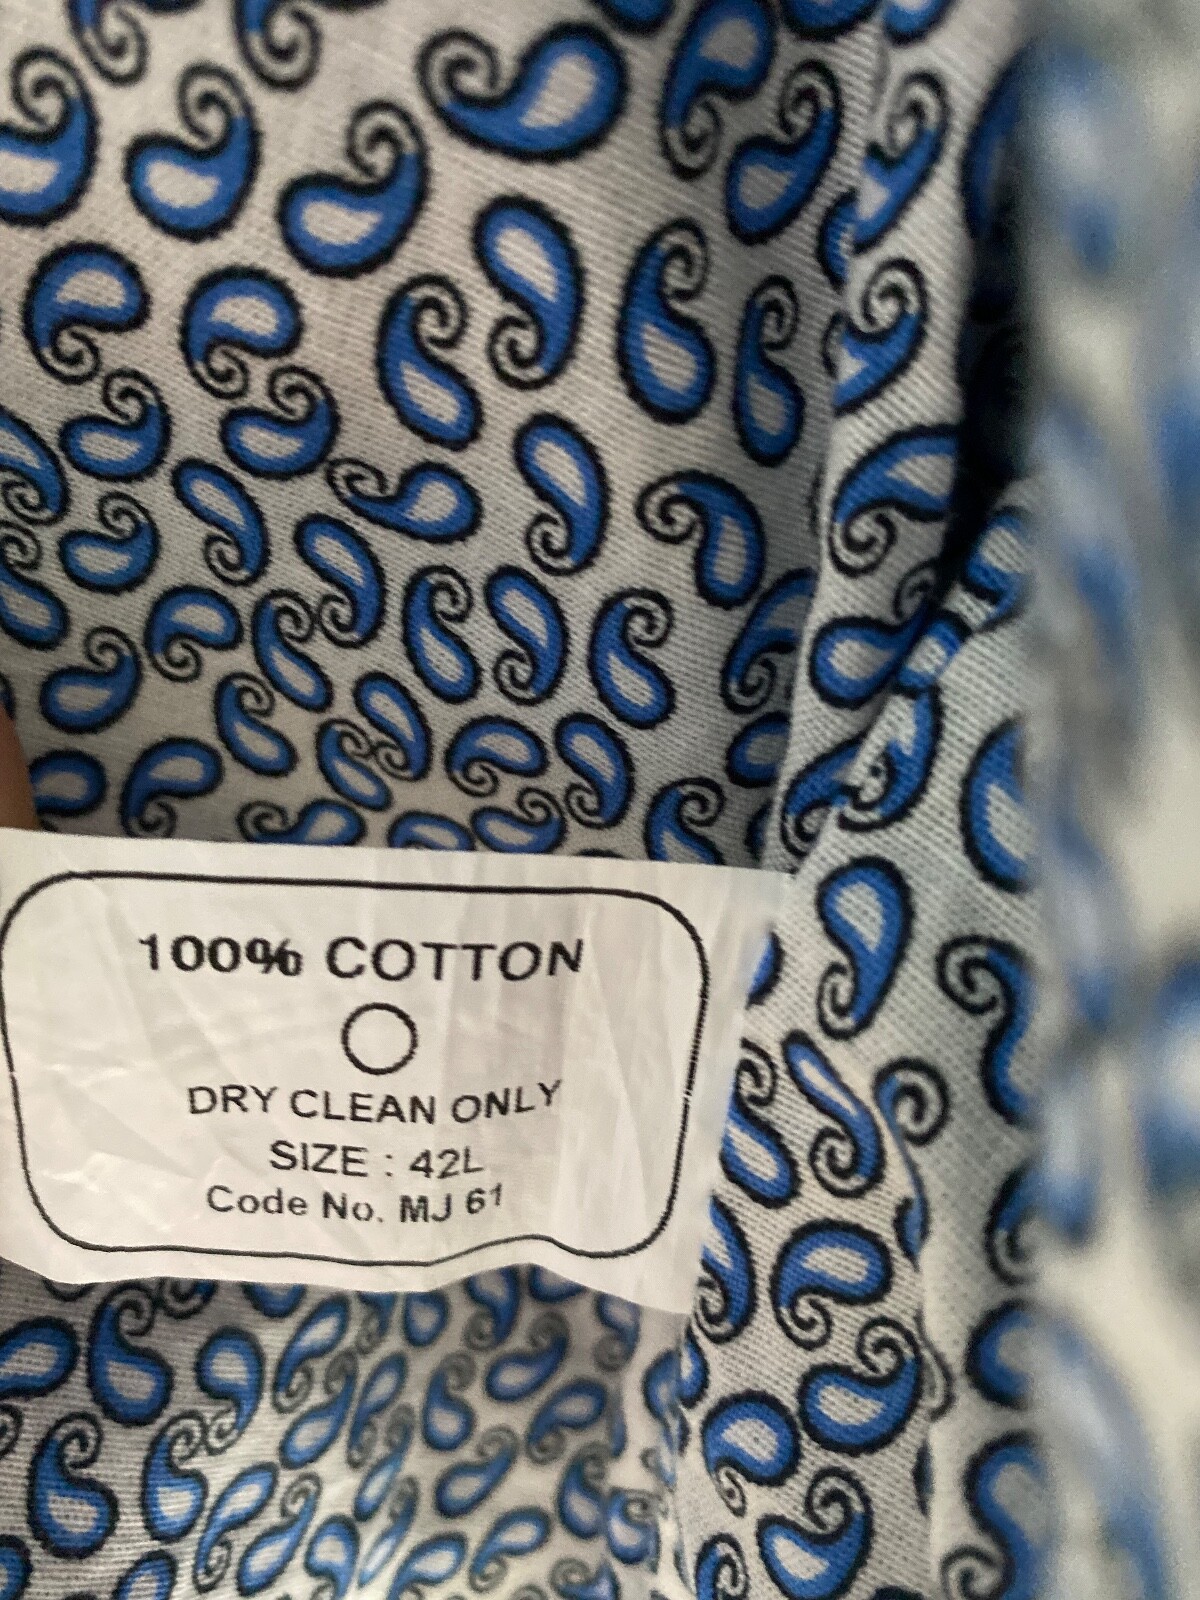 100% COTTON
DRY CLEAN ONLY
SIZE : 42L
Code No. MJ 61